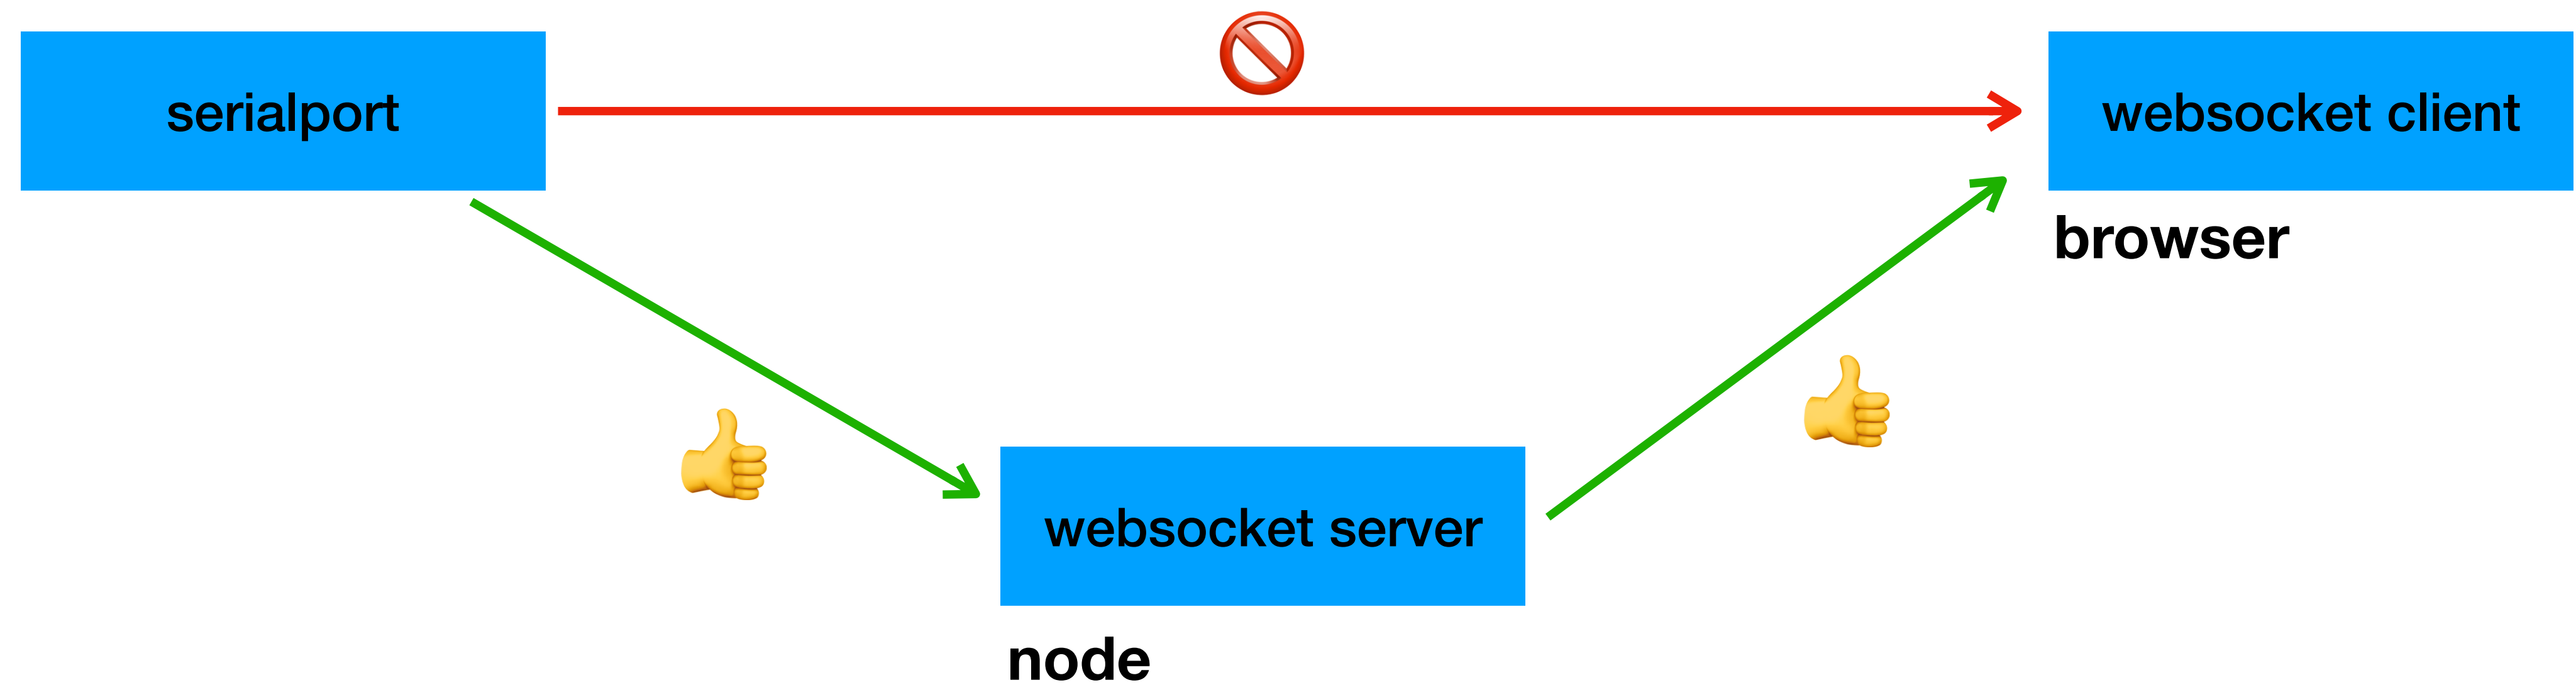 serialport
websocket client
browser
websocket server
node